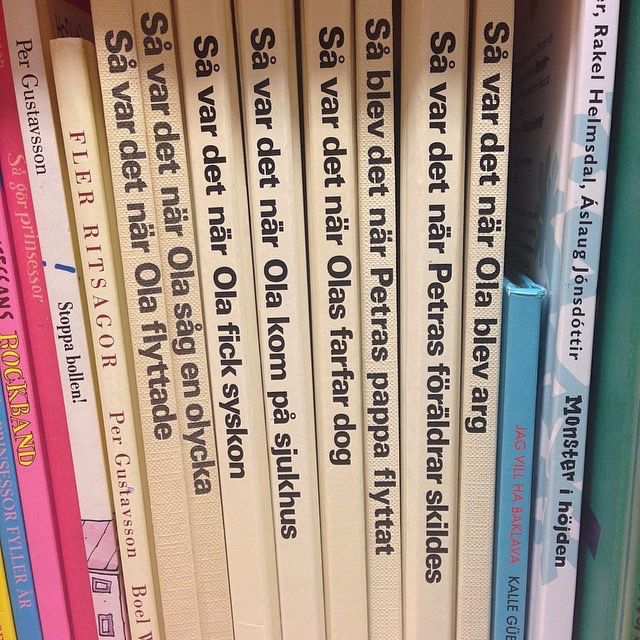 ROCKBAND
PRINSESSOR FYLLER ÅR
Så gör prinsessor
Per Gustavsson
Stoppa bollen!
FLER RITSAGOR
Per Gustavsson
Boel
Så var det när Ola flyttade
Så var det när Ola såg en olycka
Så var det när Ola fick syskon
Så var det när Ola kom på sjukhus
Så var det när Olas farfar dog
Så blev det när Petras pappa flyttat
Så var det när Petras föräldrar skildes
Så var det när Ola blev arg
JAG VILL HA BAKLAVA
KALLE
Rakel Helmsdal, Áslaug Jónsdóttir
Monster i höjden